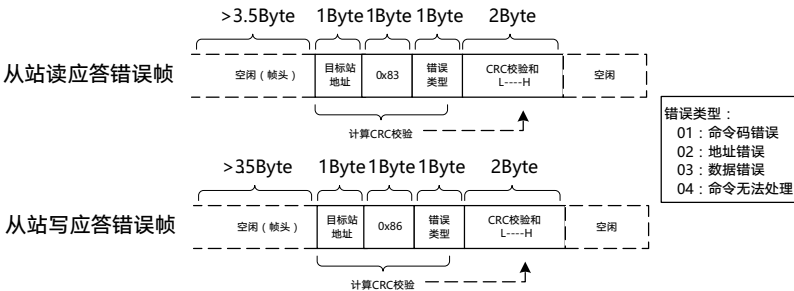 >3.5Byte 1Byte 1Byte 1Byte 2Byte
从站读应答错误帧
空闲（帧头）
目标站
地址
0x83
错误
类型
CRC校验和
L----H
空闲
计算CRC校验
错误类型：
01：命令码错误
02：地址错误
03：数据错误
04：命令无法处理
>35Byte 1Byte 1Byte 1Byte 2Byte
从站写应答错误帧
空闲（帧头）
目标站
地址
0x86
错误
类型
CRC校验和
L----H
空闲
计算CRC校验